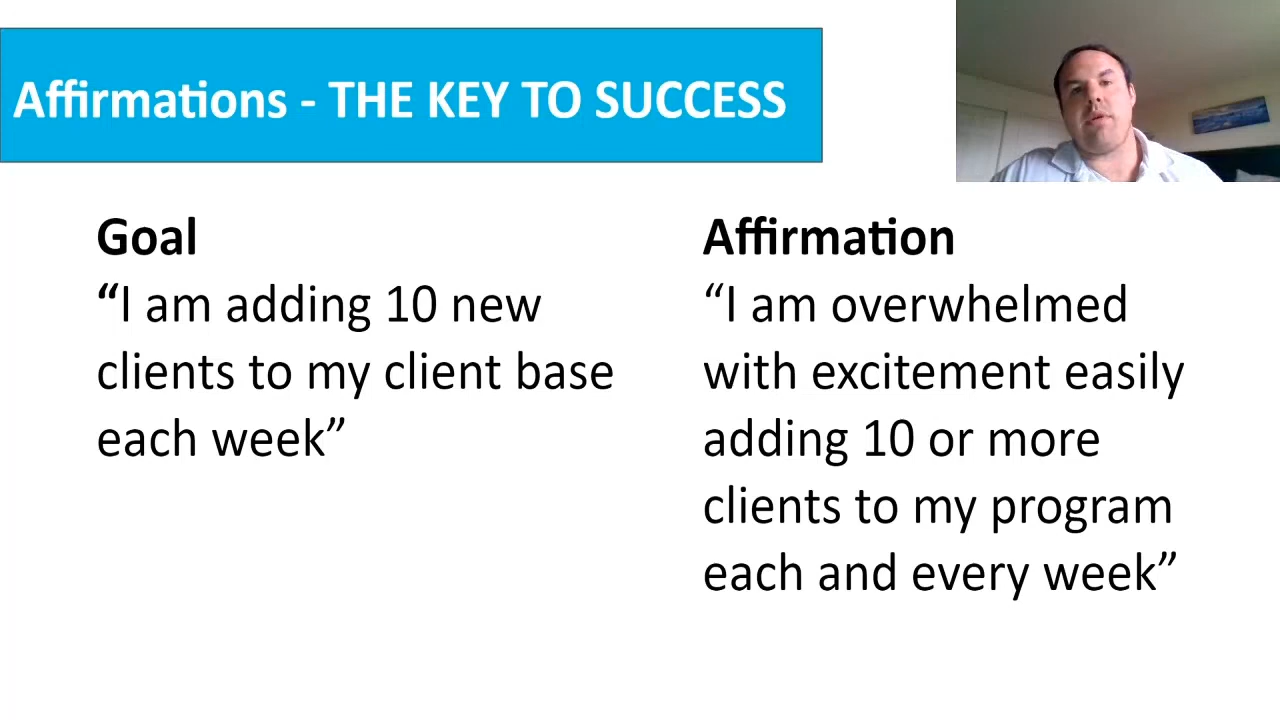 Affirmations - THE KEY TO SUCCESS
Goal
“I am adding 10 new
clients to my client base
each week”
Affirmation
“I am overwhelmed
with excitement easily
adding 10 or more
clients to my program
each and every week”